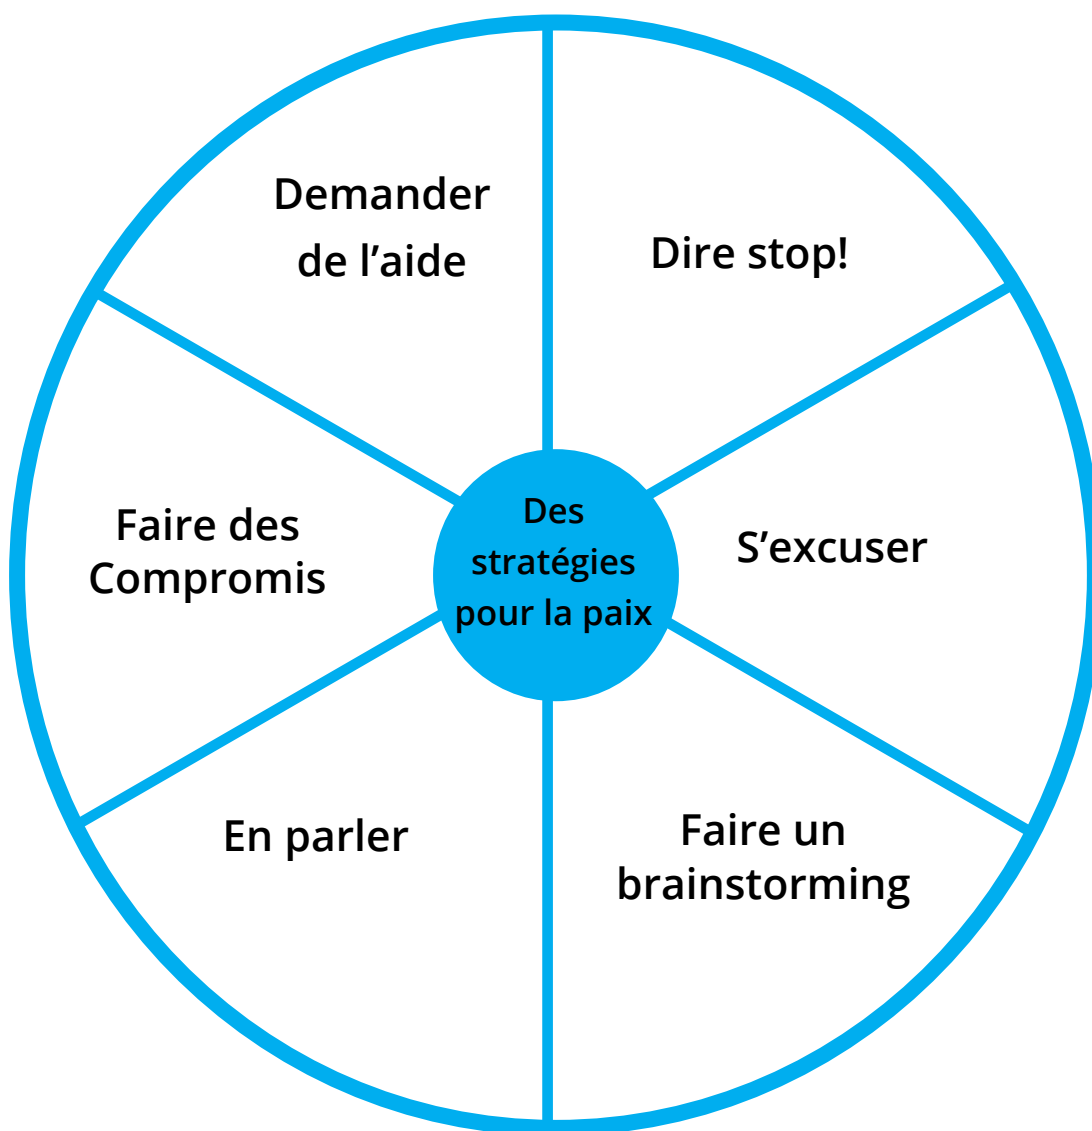 Demander
de l’aide
Dire stop!
Faire des
Compromis
Des
stratégies
pour la paix
S’excuser
En parler
Faire un
brainstorming